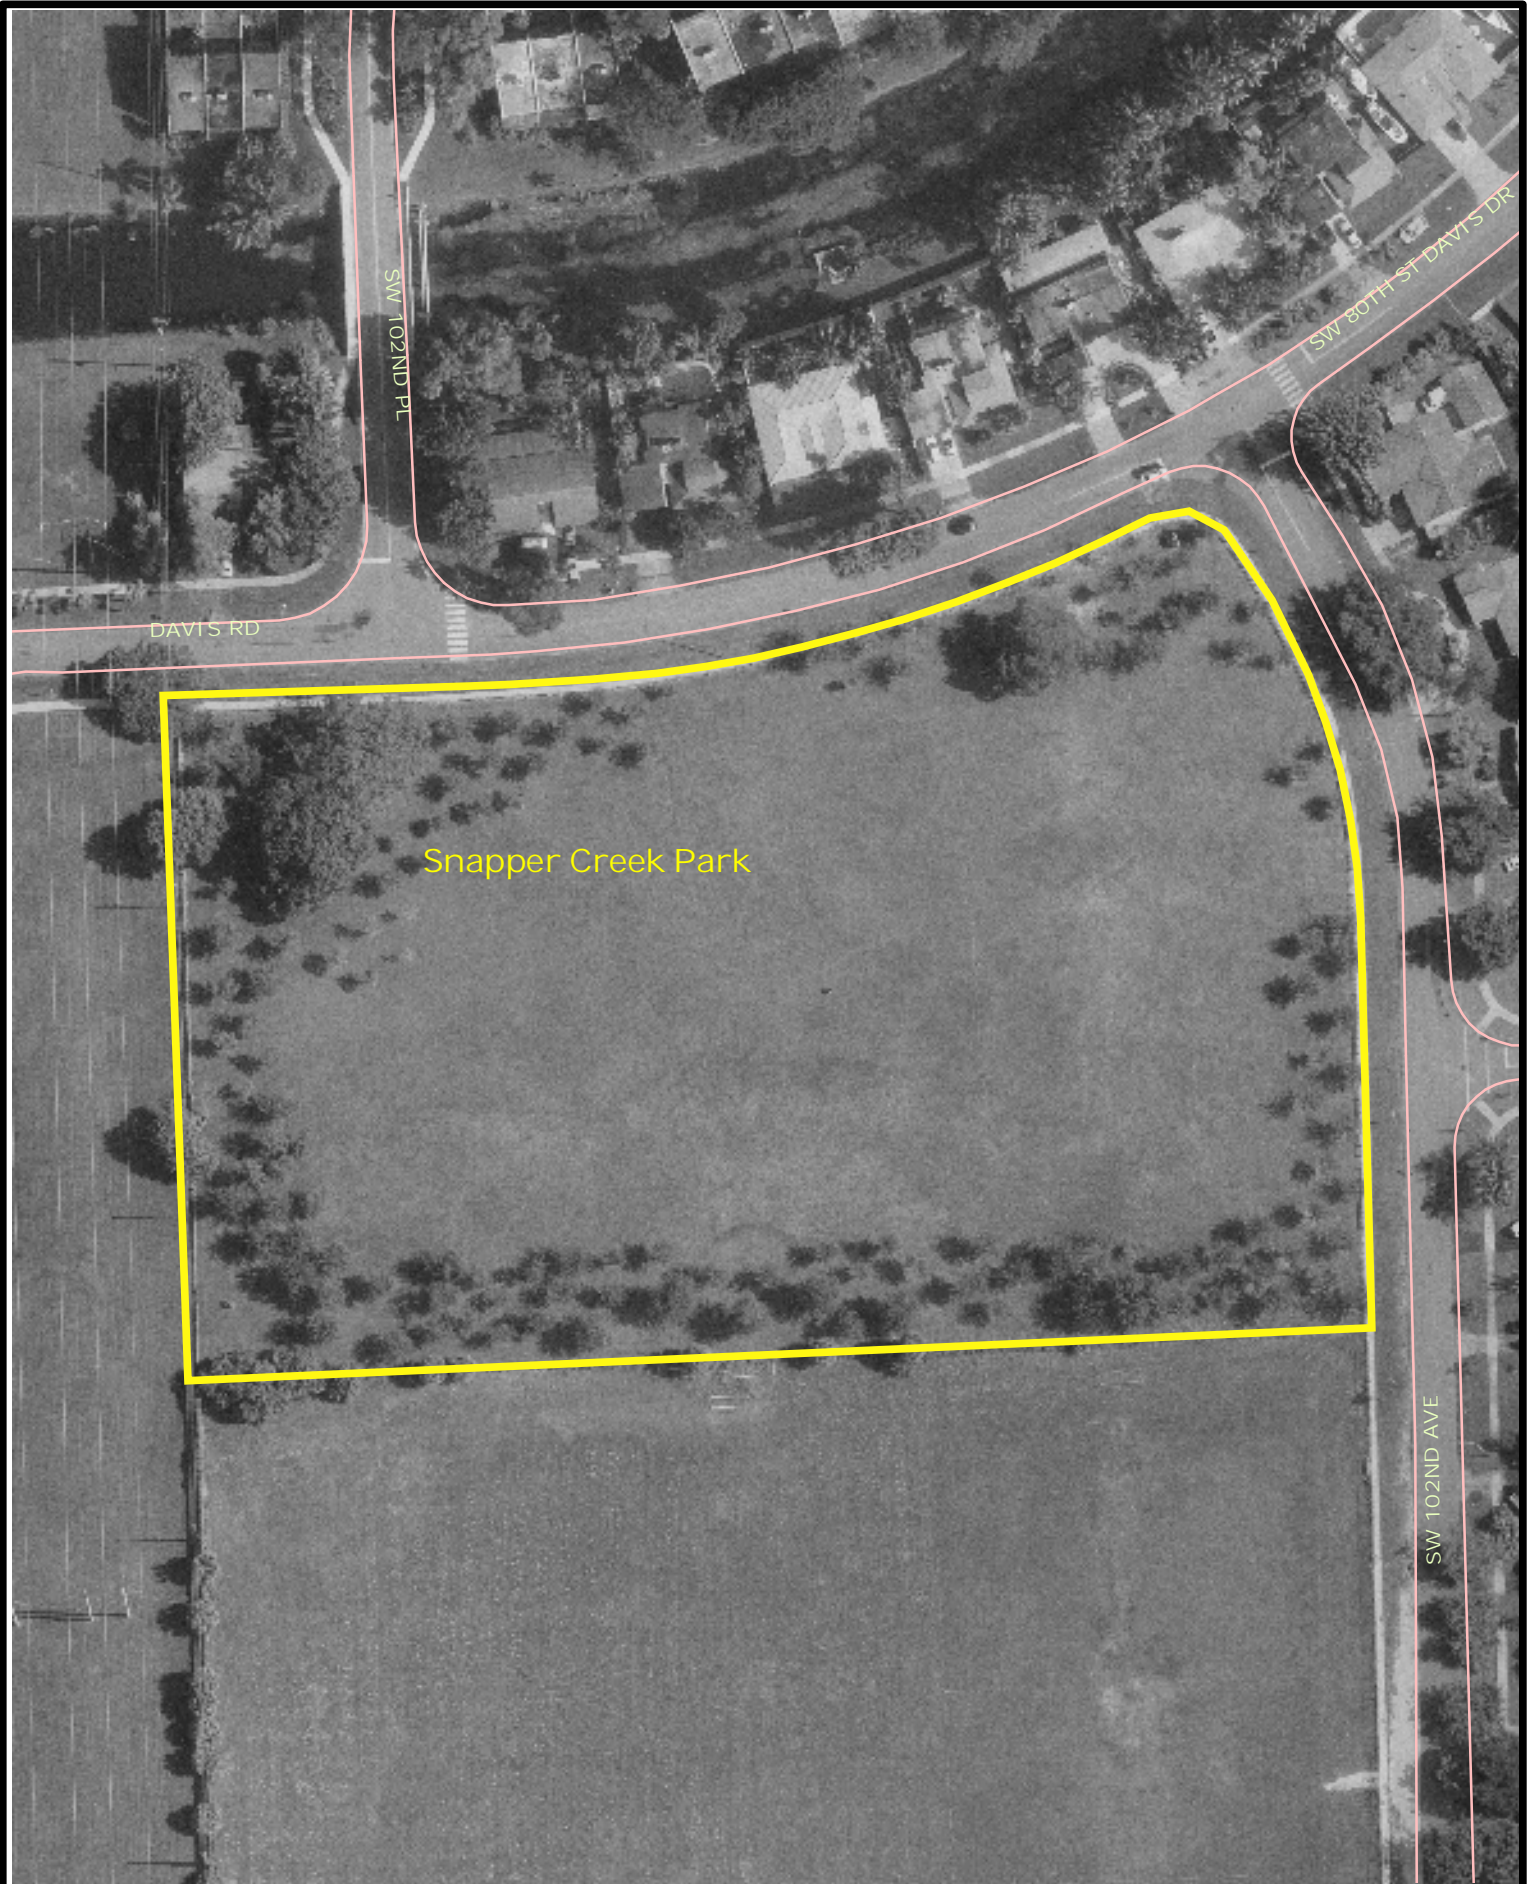 SW 80TH ST DAVIS DR
SW 102ND PL
DAVIS RD
Snapper Creek Park
SW 102ND AVE